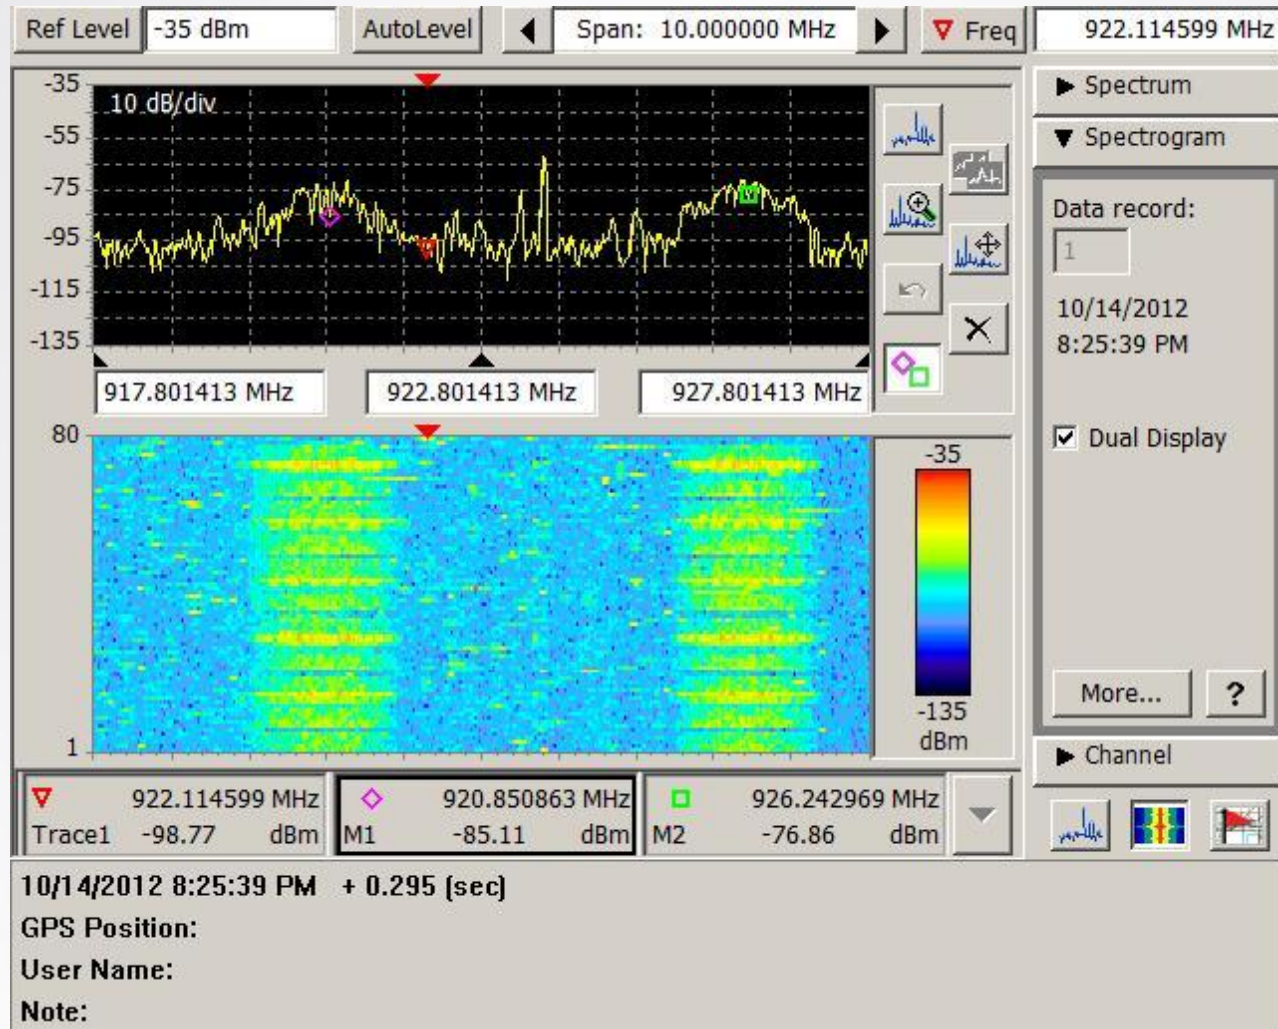 Ref Level -35 dBm AutoLevel Span: 10.000000 MHz Freq 922.114599 MHz
-35
10 dB/div
-55
-75
-95
-115
-135
917.801413 MHz 922.801413 MHz 927.801413 MHz
80
1
-35
-135
dBm
Spectrum
Spectrogram
Data record:
1
10/14/2012
8:25:39 PM
Dual Display
More... ?
Channel
922.114599 MHz 920.850863 MHz 926.242969 MHz
Trace1 -98.77 dBm M1 -85.11 dBm M2 -76.86 dBm
10/14/2012 8:25:39 PM + 0.295 (sec)
GPS Position:
User Name:
Note: